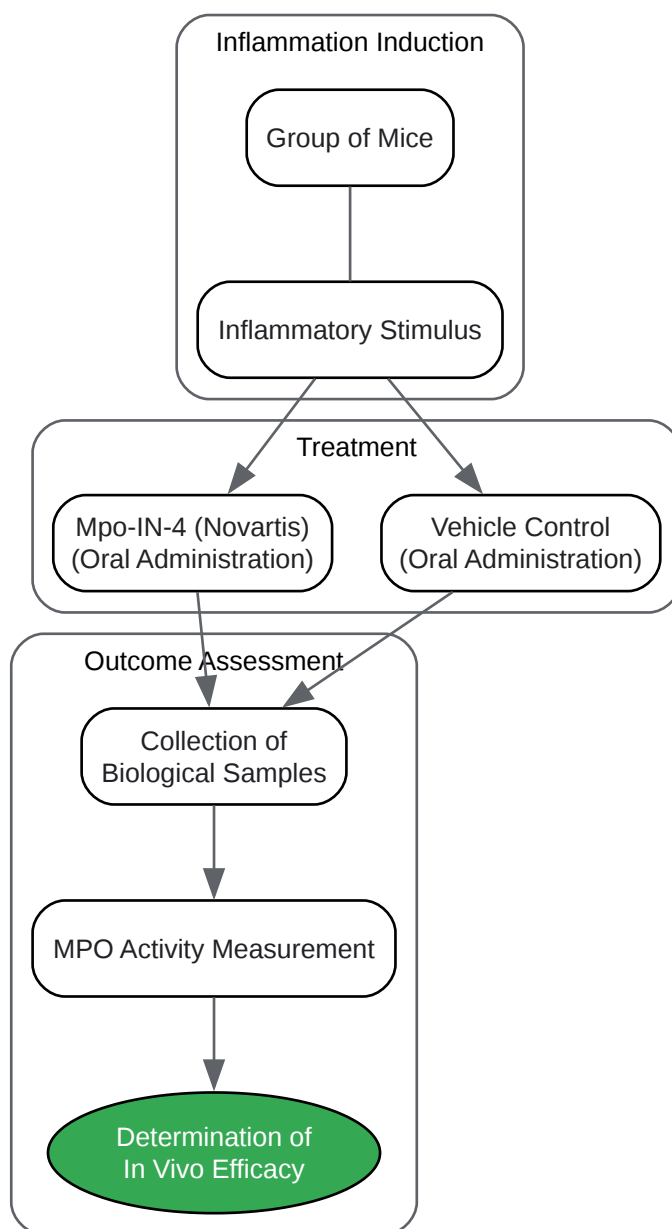 Inflammation Induction
Group of Mice
Inflammatory Stimulus
Treatment
Mpo-IN-4 (Novartis)
(Oral Administration)
Vehicle Control
(Oral Administration)
Outcome Assessment
Collection of
Biological Samples
MPO Activity Measurement
Determination of
In Vivo Efficacy